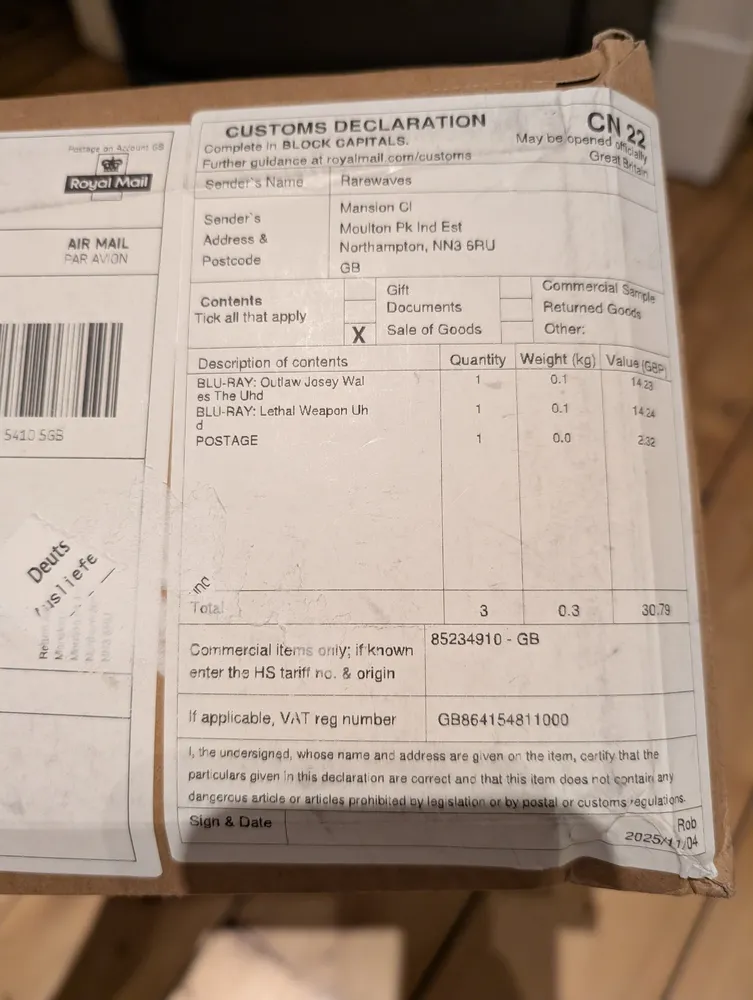 Postage on Account GB
Royal Mail
AIR MAIL
PAR AVION
5410 5GB
Deuts
CUSTOMS DECLARATION
Complete in BLOCK CAPITALS.
Further guidance at royalmail.com/customs
CN 22
May be opened officially
Great Britain
Sender's Name Rarewaves
Sender's
Address &
Postcode
Mansion Cl
Moulton Pk Ind Est
Northampton, NN3 6RU
GB
Contents
Tick all that apply
Gift
Documents
X Sale of Goods
Commercial Sample
Returned Goods
Other:
Description of contents Quantity Weight (kg) Value (GBP)
BLU-RAY: Outlaw Josey Wal 1 0.1 14.23
es The Uhd
BLU-RAY: Lethal Weapon Uh 1 0.1 14.24
d
POSTAGE 1 0.0 2.32
Total 3 0.3 30.79
Commercial items only; if known
enter the HS tariff no. & origin
85234910 - GB
If applicable, VAT reg number GB864154811000
I, the undersigned, whose name and address are given on the item, certify that the
particulars given in this declaration are correct and that this item does not contain any
dangerous article or articles prohibited by legislation or by postal or customs regulations.
Sign & Date
Rob
2025/11/04